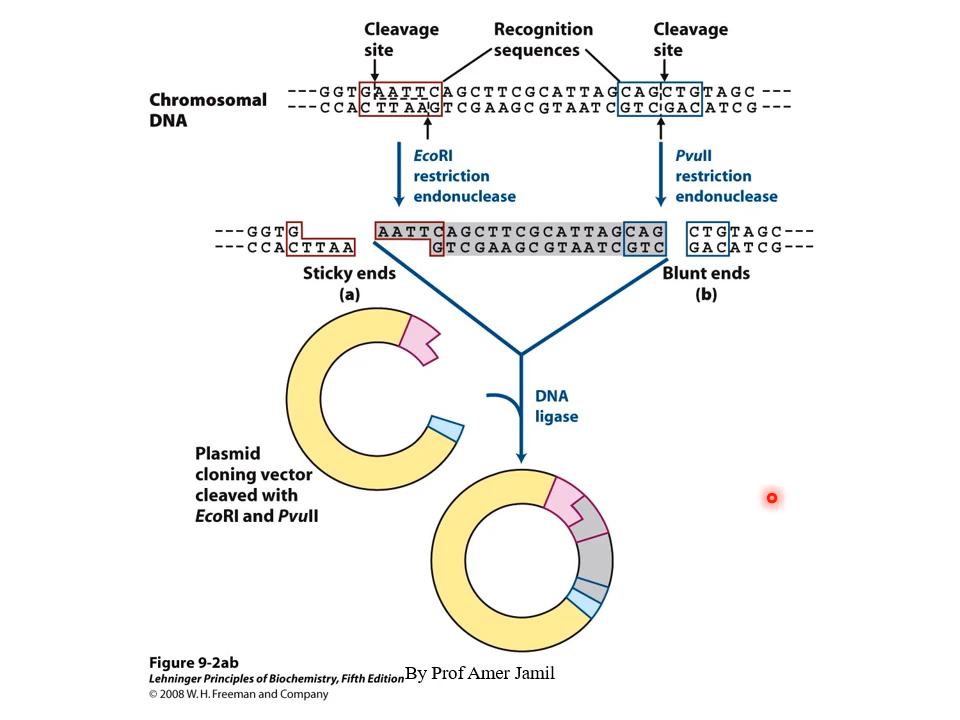 Cleavage
site
Recognition
sequences
Cleavage
site
Chromosomal
DNA
---GGTGAATTCAGCTTCGCATTAGCAGCTGTAGC---
---CCACTTAAGTCGAAGCGTAATCGTCGACATCG---
EcoRI
restriction
endonuclease
PvuII
restriction
endonuclease
---GGTG AATTCAGCTTCGCATTAGCAG CTGTAGC---
---CCACTTAA GTCGAAGCGTAATCGTC GACATCG---
Sticky ends
(a)
Blunt ends
(b)
DNA
ligase
Plasmid
cloning vector
cleaved with
EcoRI and PvuII
Figure 9-2ab
Lehninger Principles of Biochemistry, Fifth Edition
© 2008 W. H. Freeman and Company
By Prof Amer Jamil